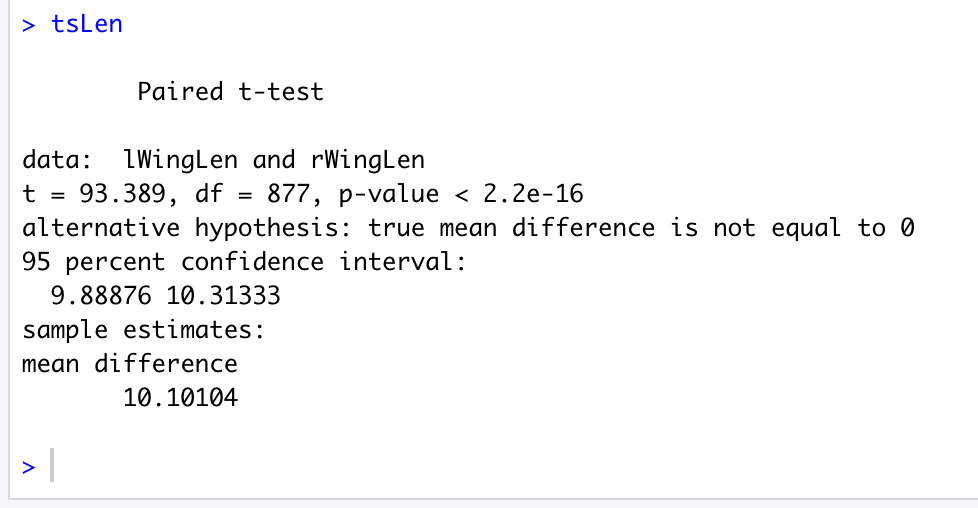 > tsLen
Paired t-test
data:  lWingLen and rWingLen
t = 93.389, df = 877, p-value < 2.2e-16
alternative hypothesis: true mean difference is not equal to 0
95 percent confidence interval:
9.88876 10.31333
sample estimates:
mean difference
10.10104
>